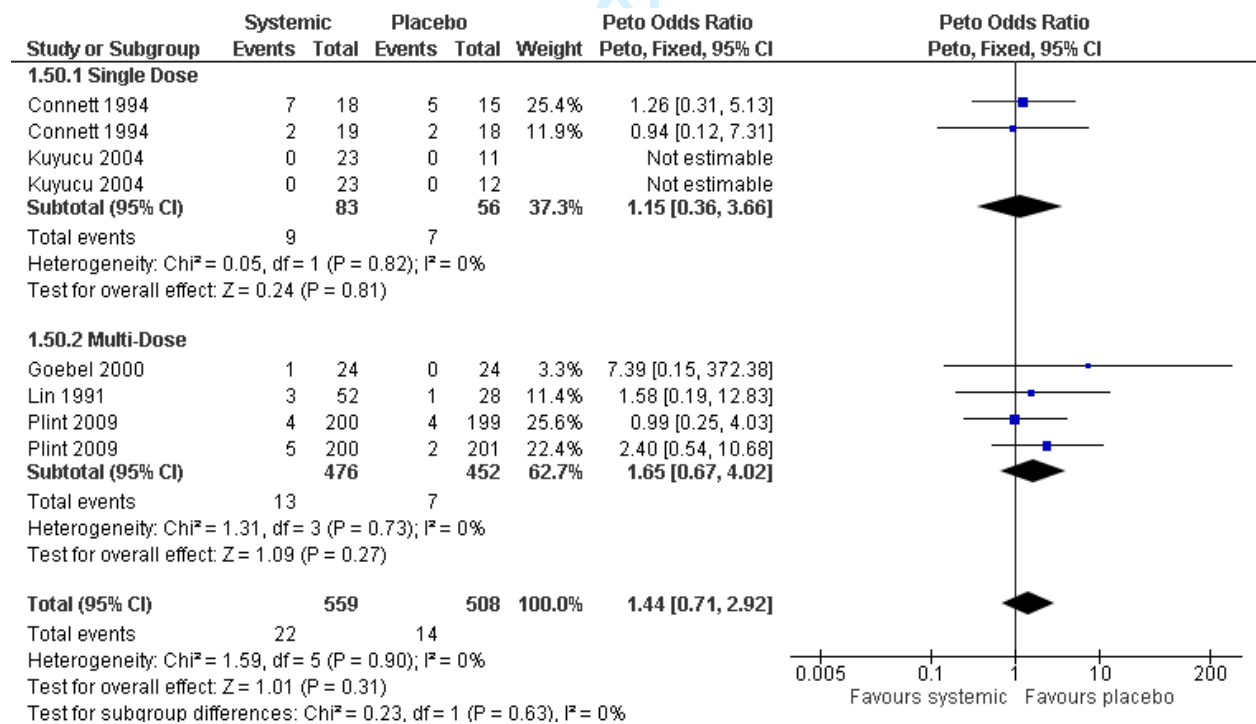 Systemic Placebo Peto Odds Ratio Peto Odds Ratio
Study or Subgroup Events Total Events Total Weight Peto, Fixed, 95% CI Peto, Fixed, 95% CI
1.50.1 Single Dose
Connett 1994 7 18 5 15 25.4% 1.26 [0.31, 5.13]
Connett 1994 2 19 2 18 11.9% 0.94 [0.12, 7.31]
Kuyucu 2004 0 23 0 11 Not estimable
Kuyucu 2004 0 23 0 12 Not estimable
Subtotal (95% CI) 83 56 37.3% 1.15 [0.36, 3.66]
Total events 9 7
Heterogeneity: Chi² = 0.05, df = 1 (P = 0.82); I² = 0%
Test for overall effect: Z = 0.24 (P = 0.81)
1.50.2 Multi-Dose
Goebel 2000 1 24 0 24 3.3% 7.39 [0.15, 372.38]
Lin 1991 3 52 1 28 11.4% 1.58 [0.19, 12.83]
Plint 2009 4 200 4 199 25.6% 0.99 [0.25, 4.03]
Plint 2009 5 200 2 201 22.4% 2.40 [0.54, 10.68]
Subtotal (95% CI) 476 452 62.7% 1.65 [0.67, 4.02]
Total events 13 7
Heterogeneity: Chi² = 1.31, df = 3 (P = 0.73); I² = 0%
Test for overall effect: Z = 1.09 (P = 0.27)
Total (95% CI) 559 508 100.0% 1.44 [0.71, 2.92]
Total events 22 14
Heterogeneity: Chi² = 1.59, df = 5 (P = 0.90); I² = 0%
Test for overall effect: Z = 1.01 (P = 0.31)
Test for subgroup differences: Chi² = 0.23, df = 1 (P = 0.63), I² = 0%
0.005 0.1 1 10 200
Favours systemic Favours placebo